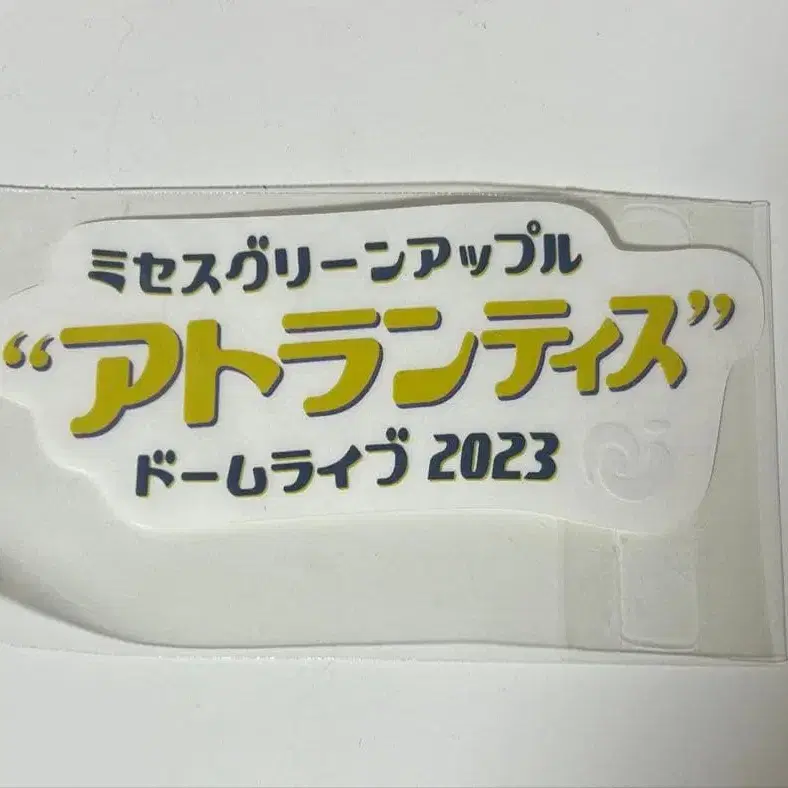 ミセスグリーンアップル
“アトランティス”
ドームライブ 2023